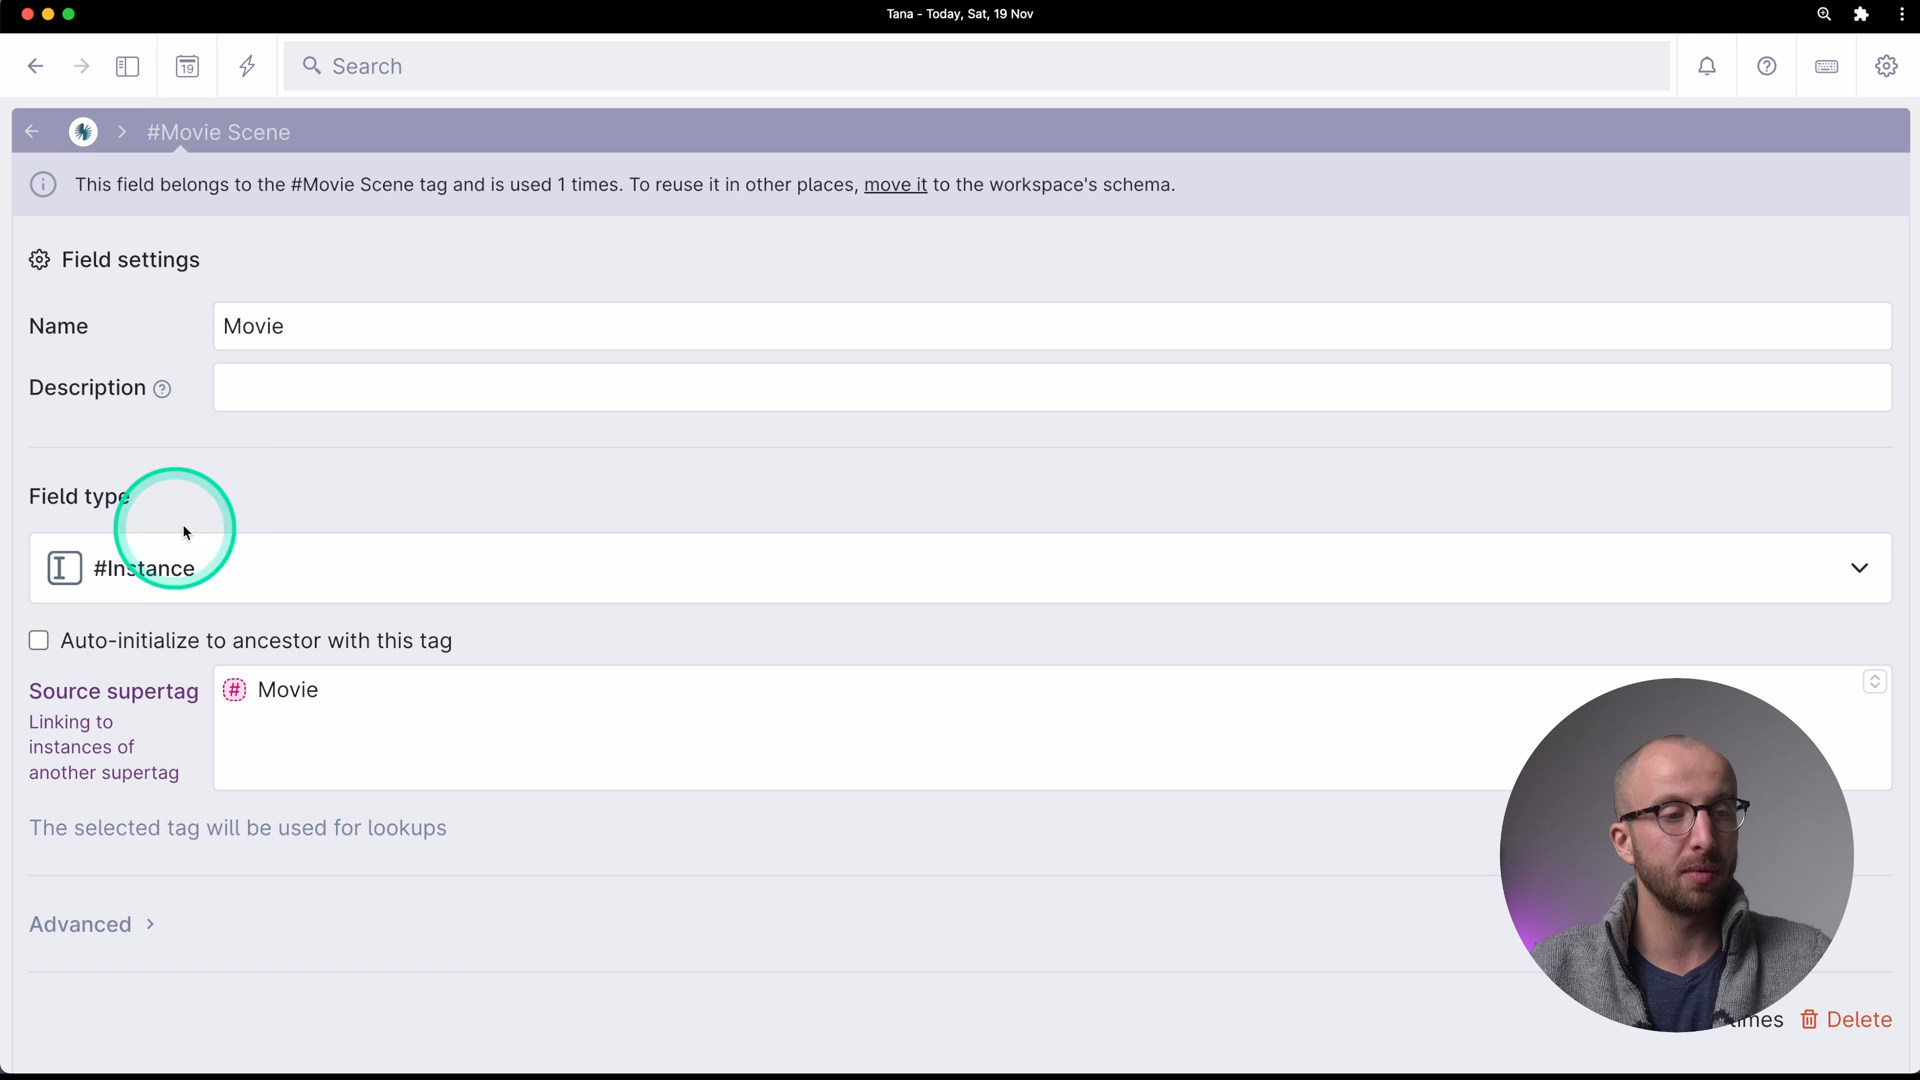 Tana - Today, Sat, 19 Nov
19
Search
#Movie Scene
This field belongs to the #Movie Scene tag and is used 1 times. To reuse it in other places, move it to the workspace's schema.
Field settings
Name
Movie
Description
Field type
#Instance
Auto-initialize to ancestor with this tag
Source supertag
# Movie
Linking to
instances of
another supertag
The selected tag will be used for lookups
Advanced
times
Delete